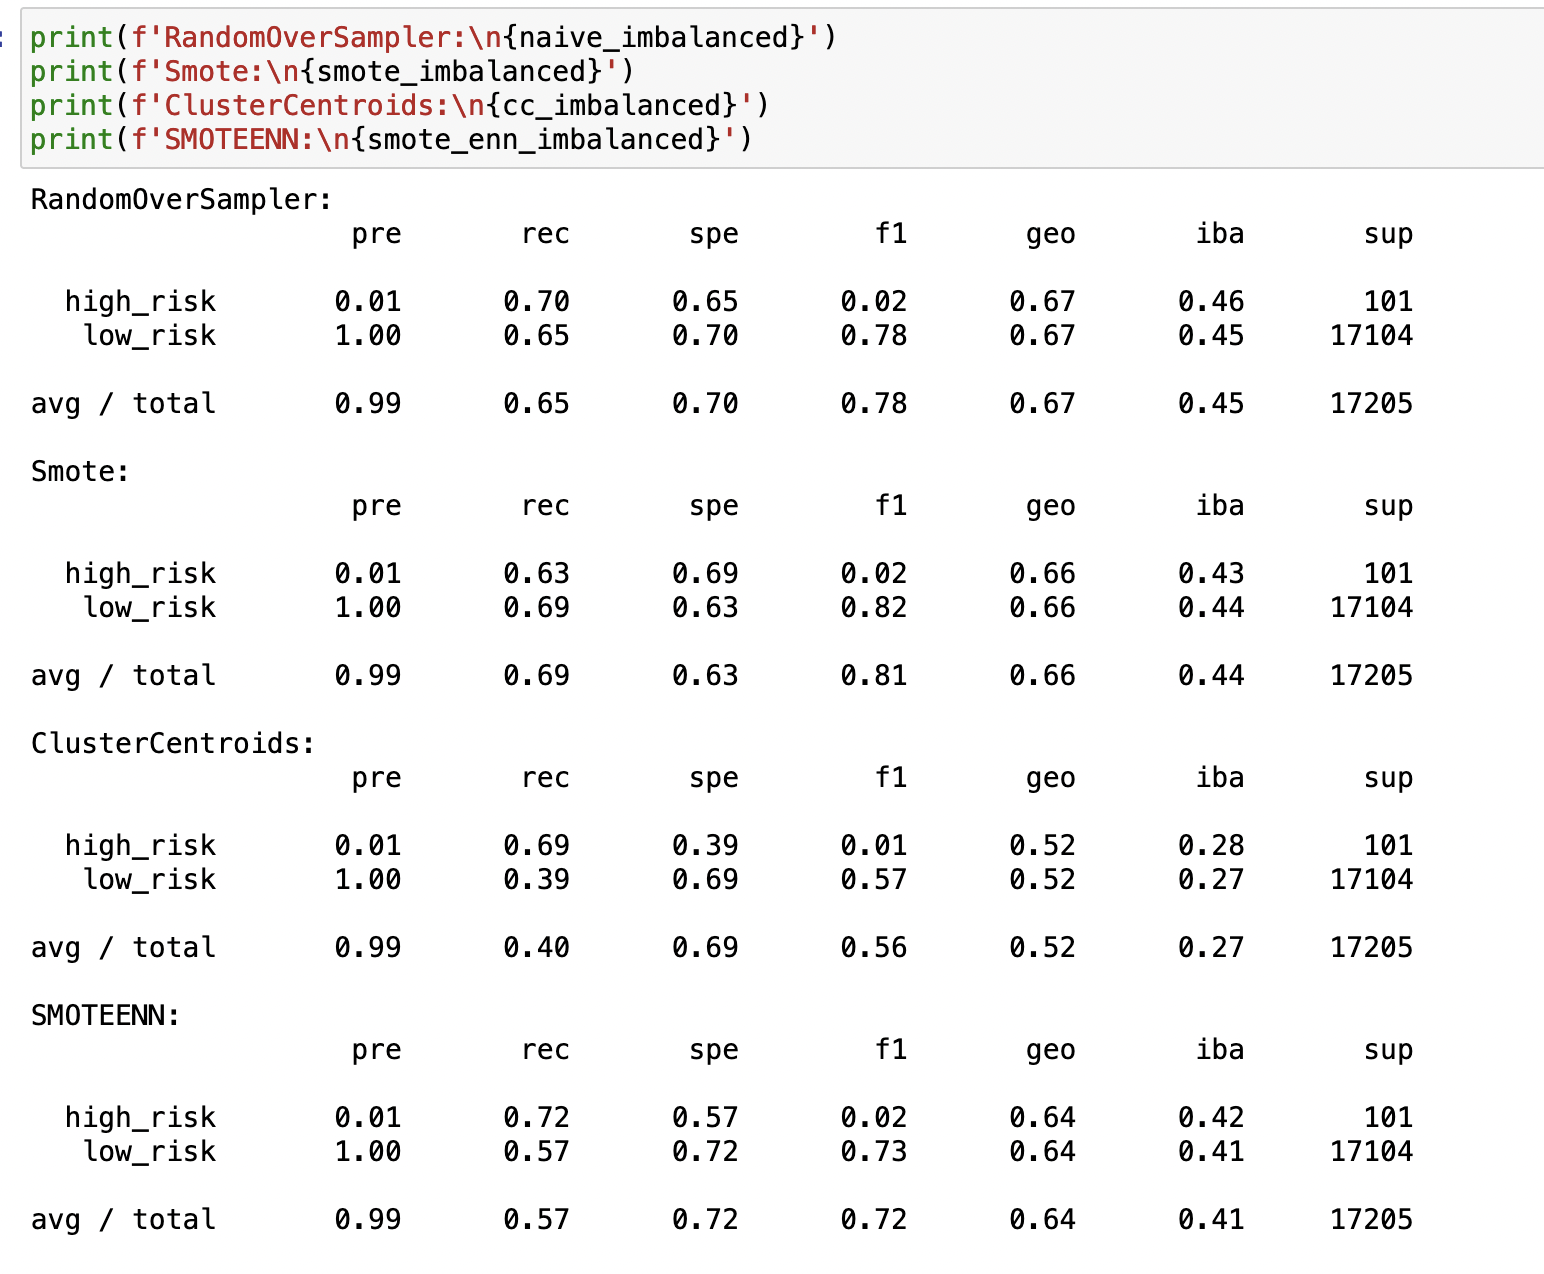 print(f'RandomOverSampler:\n{naive_imbalanced}')
print(f'Smote:\n{smote_imbalanced}')
print(f'ClusterCentroids:\n{cc_imbalanced}')
print(f'SMOTEENN:\n{smote_enn_imbalanced}')
RandomOverSampler:
pre rec spe f1 geo iba sup
high_risk 0.01 0.70 0.65 0.02 0.67 0.46 101
low_risk 1.00 0.65 0.70 0.78 0.67 0.45 17104
avg / total 0.99 0.65 0.70 0.78 0.67 0.45 17205
Smote:
pre rec spe f1 geo iba sup
high_risk 0.01 0.63 0.69 0.02 0.66 0.43 101
low_risk 1.00 0.69 0.63 0.82 0.66 0.44 17104
avg / total 0.99 0.69 0.63 0.81 0.66 0.44 17205
ClusterCentroids:
pre rec spe f1 geo iba sup
high_risk 0.01 0.69 0.39 0.01 0.52 0.28 101
low_risk 1.00 0.39 0.69 0.57 0.52 0.27 17104
avg / total 0.99 0.40 0.69 0.56 0.52 0.27 17205
SMOTEENN:
pre rec spe f1 geo iba sup
high_risk 0.01 0.72 0.57 0.02 0.64 0.42 101
low_risk 1.00 0.57 0.72 0.73 0.64 0.41 17104
avg / total 0.99 0.57 0.72 0.72 0.64 0.41 17205